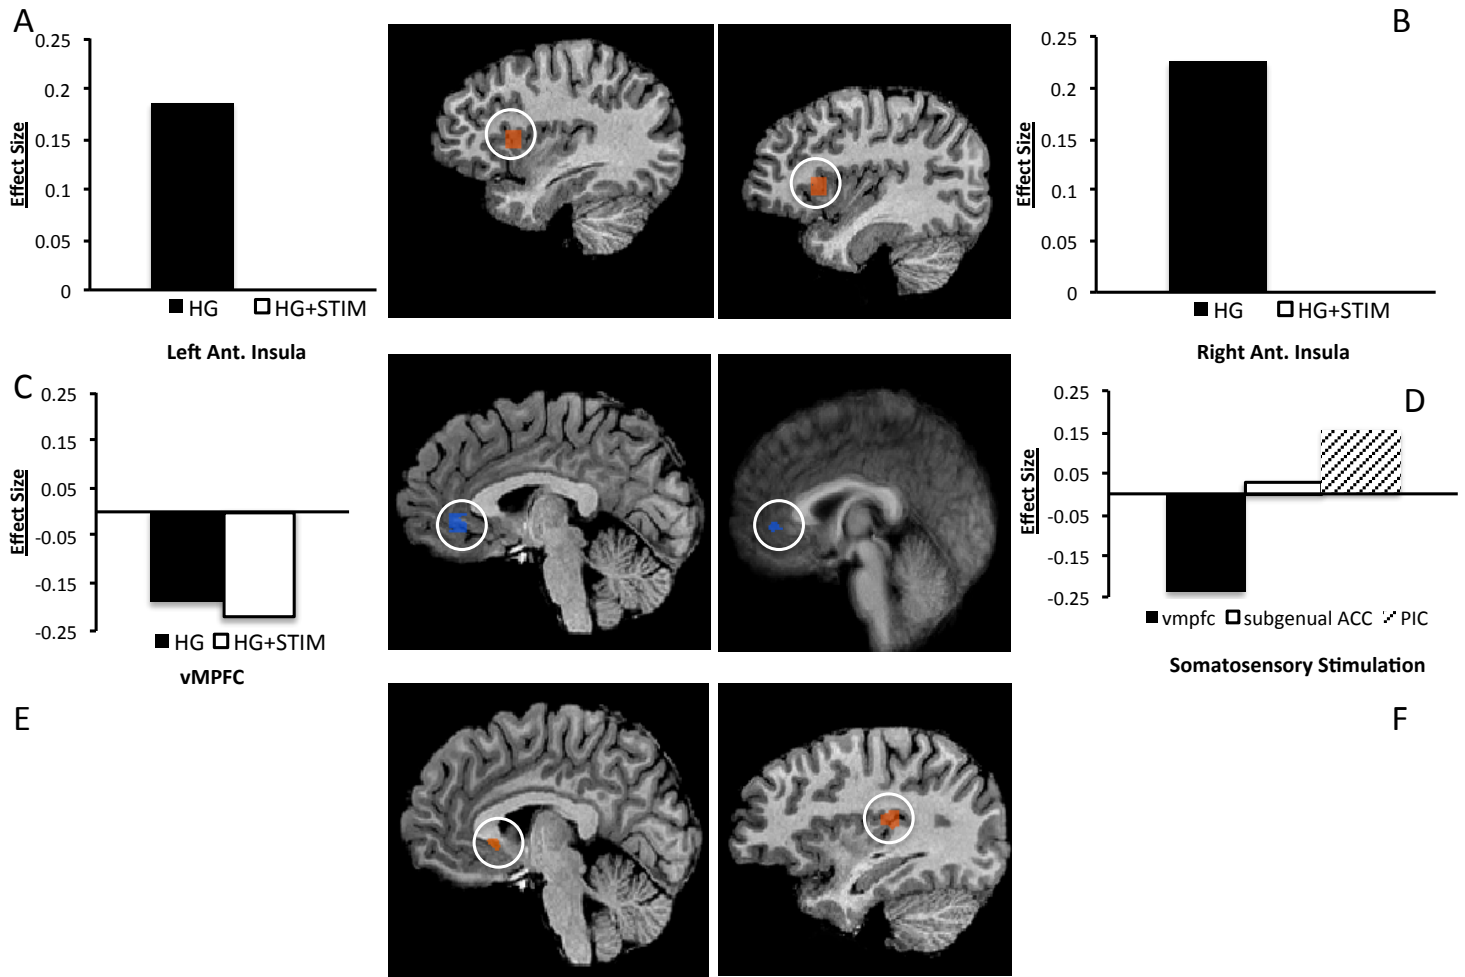 A
0.25
0.2
0.15
0.1
0.05
0
Effect Size
HG HG+STIM
Left Ant. Insula
B
0.25
0.2
0.15
0.1
0.05
0
Effect Size
HG HG+STIM
Right Ant. Insula
C
0.25
0.15
0.05
-0.05
-0.15
-0.25
Effect Size
HG HG+STIM
vMPFC
D
0.25
0.15
0.05
-0.05
-0.15
-0.25
Effect Size
vmpfc subgenual ACC PIC
Somatosensory Stimulation
E
F